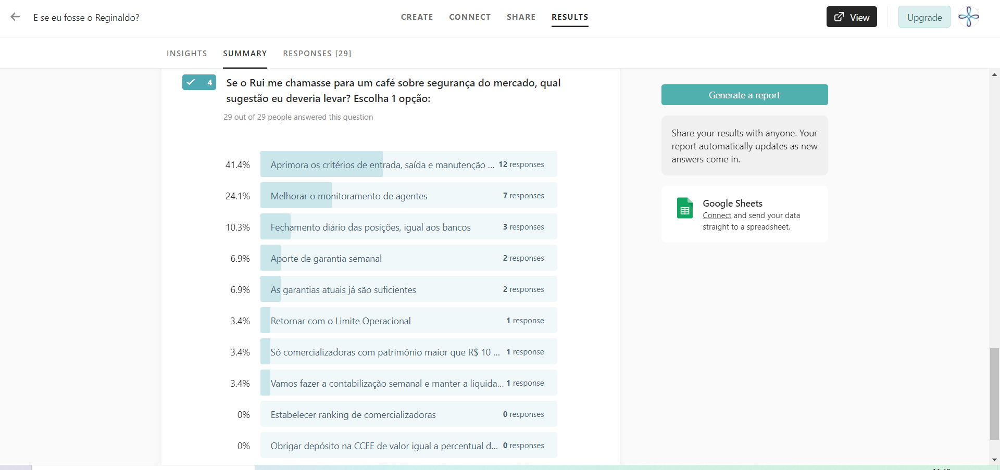 E se eu fosse o Reginaldo?
CREATE
CONNECT
SHARE
RESULTS
View
Upgrade
INSIGHTS
SUMMARY
RESPONSES [29]
4
Se o Rui me chamasse para um café sobre segurança do mercado, qual
sugestão eu deveria levar? Escolha 1 opção:
29 out of 29 people answered this question
41.4% Aprimora os critérios de entrada, saída e manutenção ... 12 responses
24.1% Melhorar o monitoramento de agentes 7 responses
10.3% Fechamento diário das posições, igual aos bancos 3 responses
6.9% Aporte de garantia semanal 2 responses
6.9% As garantias atuais já são suficientes 2 responses
3.4% Retornar com o Limite Operacional 1 response
3.4% Só comercializadoras com patrimônio maior que R$ 10 ... 1 response
3.4% Vamos fazer a contabilização semanal e manter a liquida... 1 response
0% Estabelecer ranking de comercializadoras 0 responses
0% Obrigar depósito na CCEE de valor igual a percentual d... 0 responses
Generate a report
Share your results with anyone. Your
report automatically updates as new
answers come in.
Google Sheets
Connect and send your data
straight to a spreadsheet.